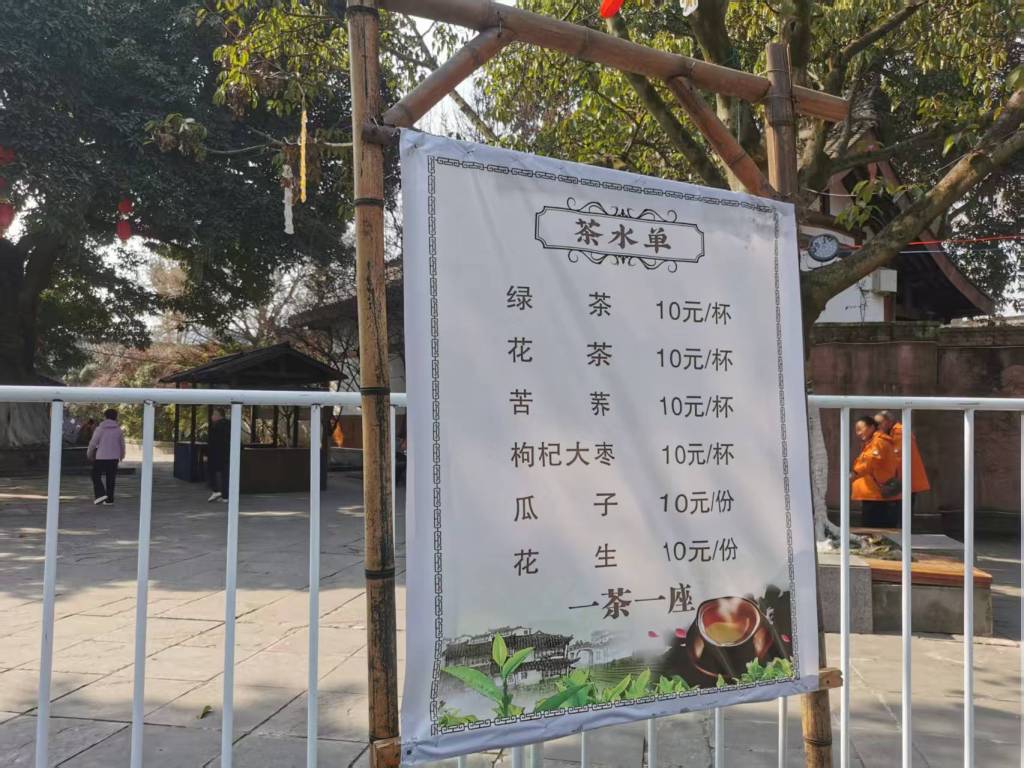 茶水单
绿茶 10元/杯
花茶 10元/杯
苦荞 10元/杯
枸杞大枣 10元/杯
瓜子 10元/份
花生 10元/份
一茶一座